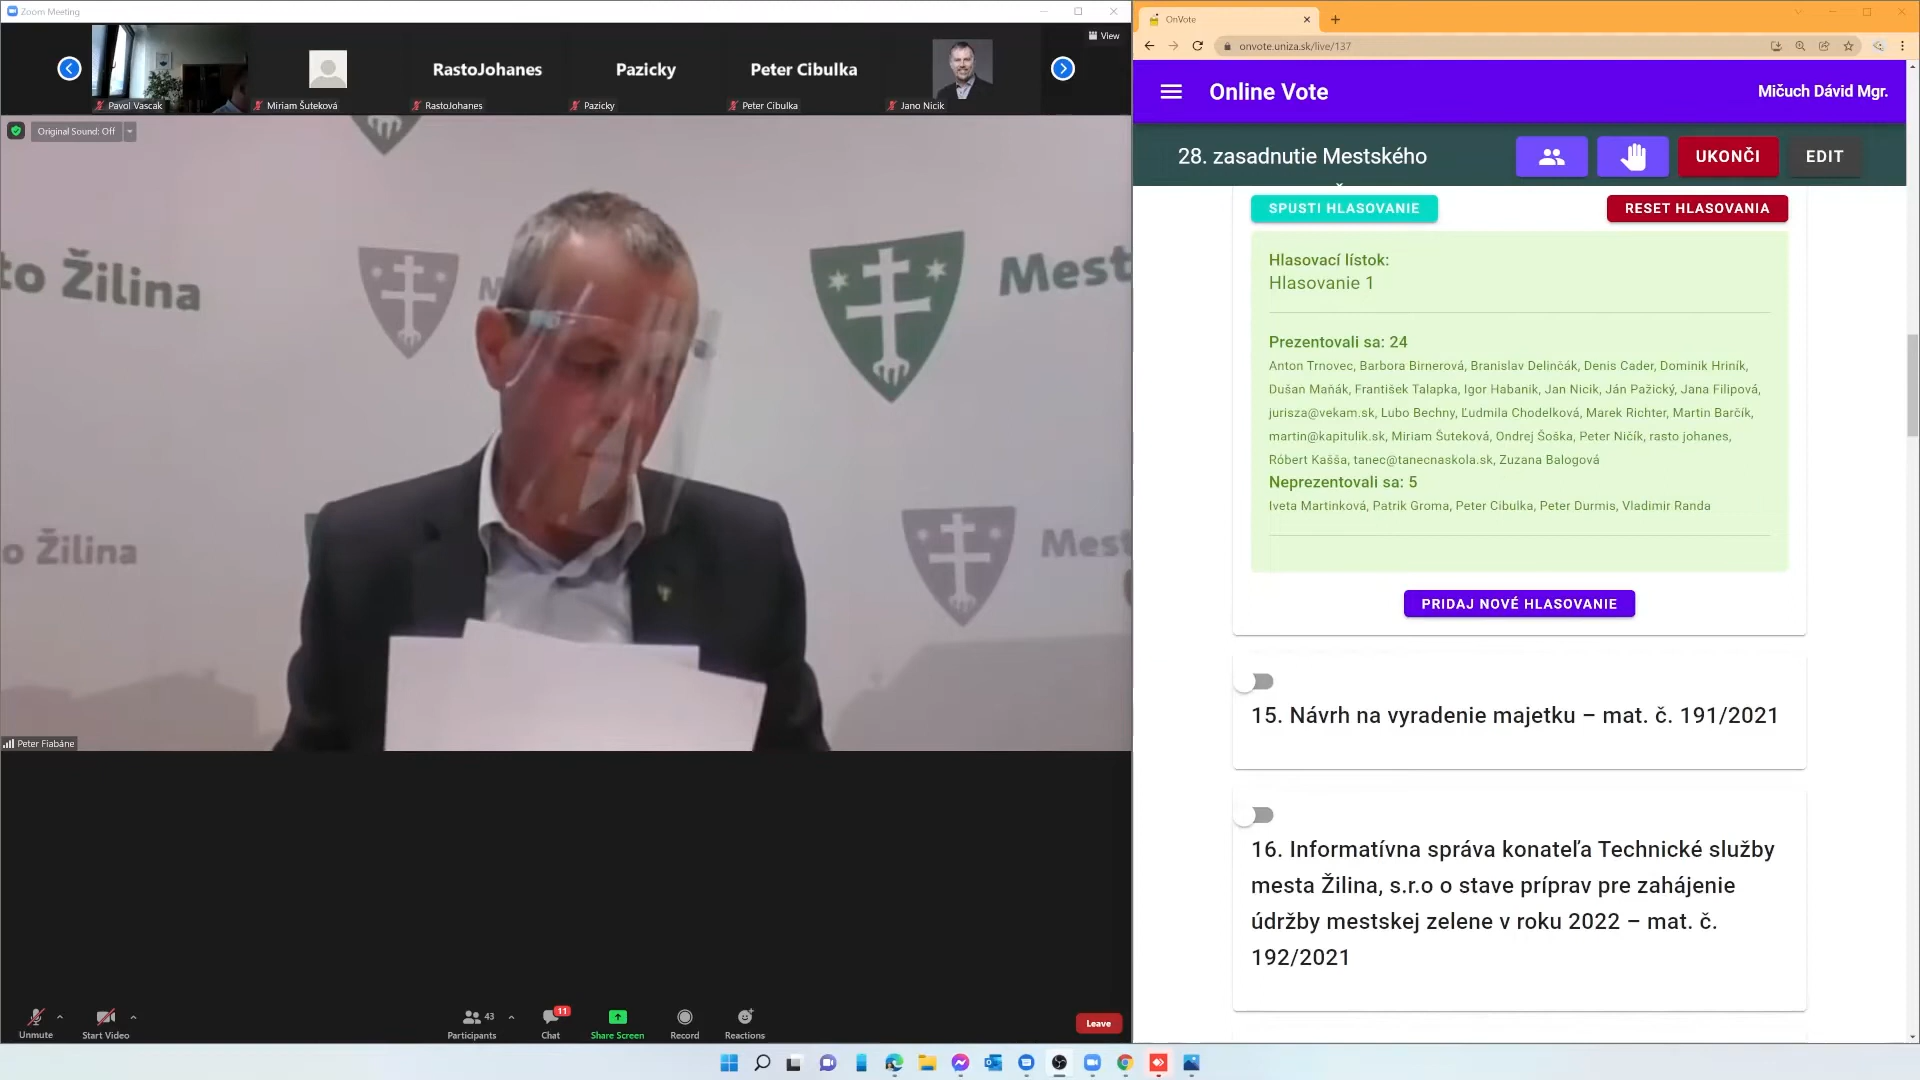 Zoom Meeting
View
RastoJohanes
Pazicky
Peter Cibulka
Pavol Vascak
Miriam Šuteková
RastoJohanes
Pazicky
Peter Cibulka
Jano Nicik
Original Sound: Off
to Žilina
M
Mest
o Žilina
Mest
Peter Fiabáne
Unmute
Start Video
43
Participants
11
Chat
Share Screen
Record
Reactions
Leave
OnVote
onvote.uniza.sk/live/137
Online Vote
Mičuch Dávid Mgr.
28. zasadnutie Mestského
UKONČI
EDIT
SPUSTI HLASOVANIE
RESET HLASOVANIA
Hlasovací lístok:
Hlasovanie 1
Prezentovali sa: 24
Anton Trnovec, Barbora Birnerová, Branislav Delinčák, Denis Cader, Dominik Hriník,
Dušan Maňák, František Talapka, Igor Habanik, Jan Nicik, Ján Pažický, Jana Filipová,
jurisza@vekam.sk, Lubo Bechny, Ľudmila Chodelková, Marek Richter, Martin Barčík,
martin@kapitulik.sk, Miriam Šuteková, Ondrej Šoška, Peter Ničík, rasto johanes,
Róbert Kašša, tanec@tanecnaskola.sk, Zuzana Balogová
Neprezentovali sa: 5
Iveta Martinková, Patrik Groma, Peter Cibulka, Peter Durmis, Vladimir Randa
PRIDAJ NOVÉ HLASOVANIE
15. Návrh na vyradenie majetku – mat. č. 191/2021
16. Informatívna správa konateľa Technické služby
mesta Žilina, s.r.o o stave príprav pre zahájenie
údržby mestskej zelene v roku 2022 – mat. č.
192/2021